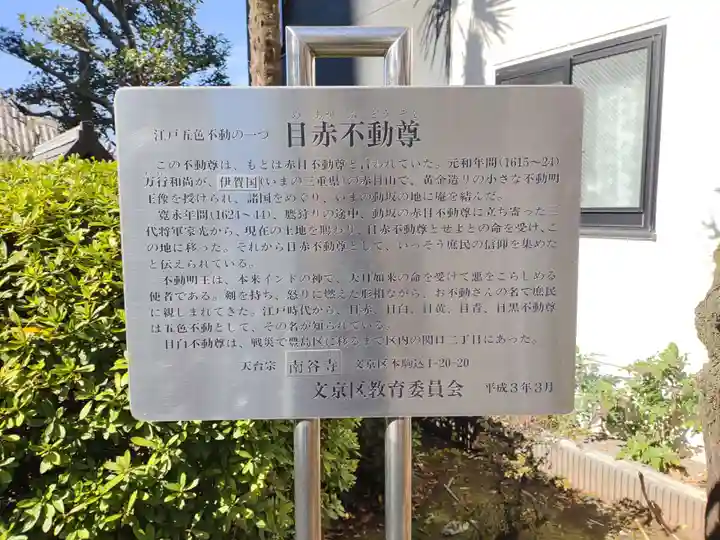 江戸五色不動の一つ 目赤不動尊
この不動尊は、もとは赤目不動尊と言われていた。元和年間(1615〜24)
万行和尚が、伊賀国(いまの三重県)の赤目山で、黄金造りの小さな不動明
王像を授けられ、諸国をめぐり、いまの動坂の地に庵を結んだ。
寛永年間(1624〜44)、鷹狩りの途中、動坂の赤目不動尊に立ち寄った三
代将軍家光から、現在の土地を賜わり、目赤不動尊とせよとの命を受け、こ
の地に移った。それから目赤不動尊として、いっそう庶民の信仰を集めた
と伝えられている。
不動明王は、本来インドの神で、大日如来の命を受けて悪をこらしめる
使者である。剣を持ち、怒りに燃えた形相ながら、お不動さんの名で庶民
に親しまれてきた。江戸時代から、目赤、目白、目黄、目青、目黒不動尊
は五色不動として、その名が知られている。
目白不動尊は、戦災で豊島区に移るまで区内の関口二丁目にあった。
天台宗 南谷寺 文京区本駒込1-20-20
文京区教育委員会 平成3年3月